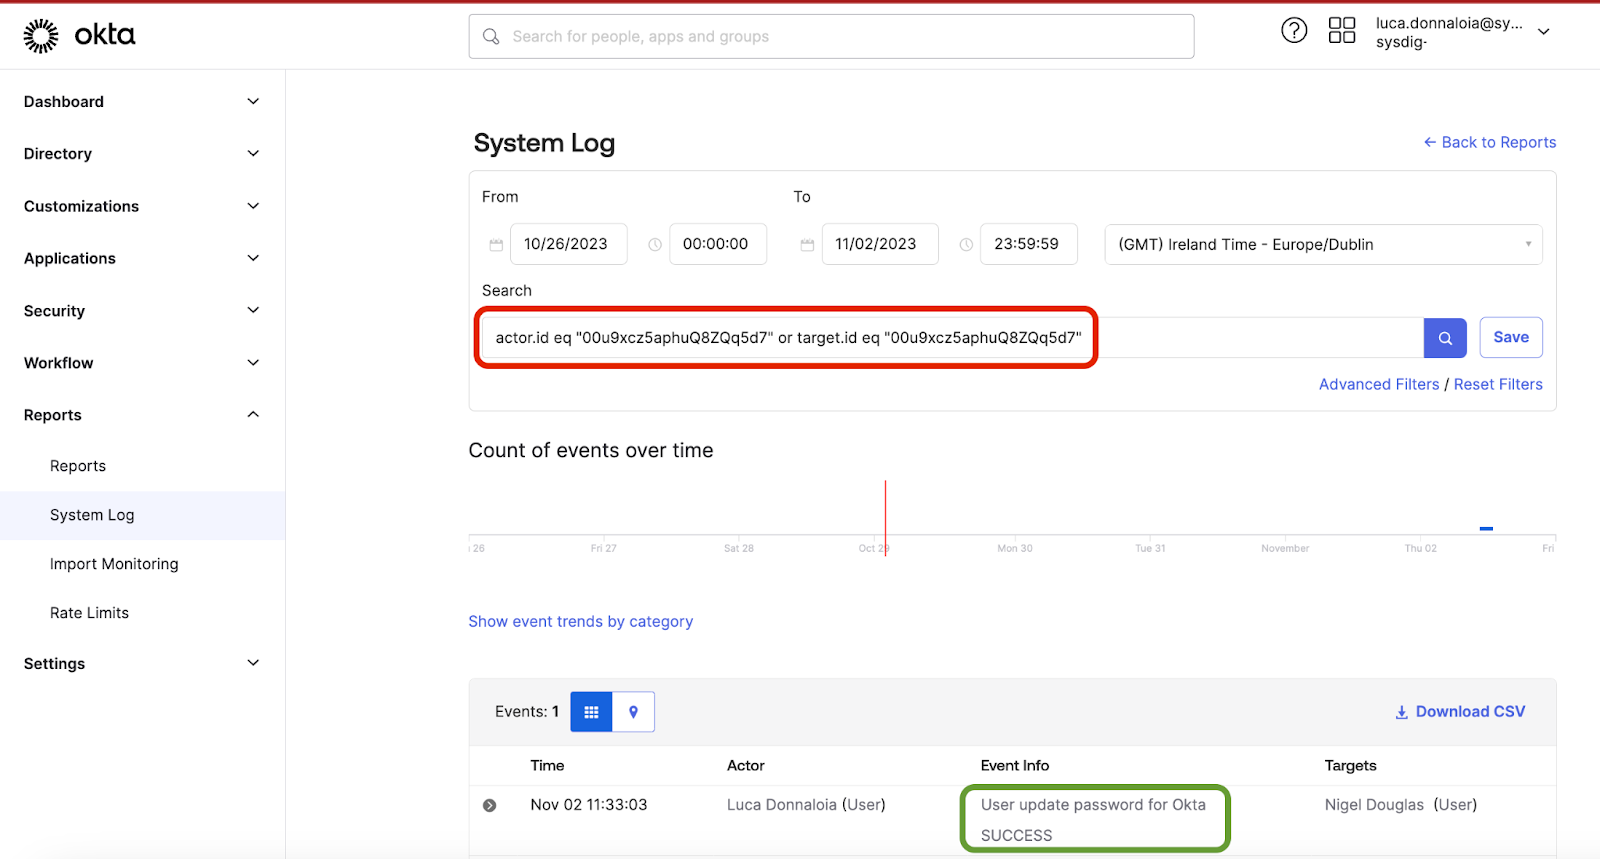 okta
Search for people, apps and groups
luca.donnaloia@sy...
sysdig-
Dashboard
Directory
Customizations
Applications
Security
Workflow
Reports
Reports
System Log
Import Monitoring
Rate Limits
Settings
System Log
← Back to Reports
From
To
10/26/2023
00:00:00
11/02/2023
23:59:59
(GMT) Ireland Time - Europe/Dublin
Search
actor.id eq "00u9xcz5aphuQ8ZQq5d7" or target.id eq "00u9xcz5aphuQ8ZQq5d7"
Save
Advanced Filters / Reset Filters
Count of events over time
26 Fri 27 Sat 28 Oct 29 Mon 30 Tue 31 November Thu 02 Fri
Show event trends by category
Events: 1
Download CSV
Time Actor Event Info Targets
Nov 02 11:33:03 Luca Donnaloia (User) User update password for Okta Nigel Douglas (User)
SUCCESS